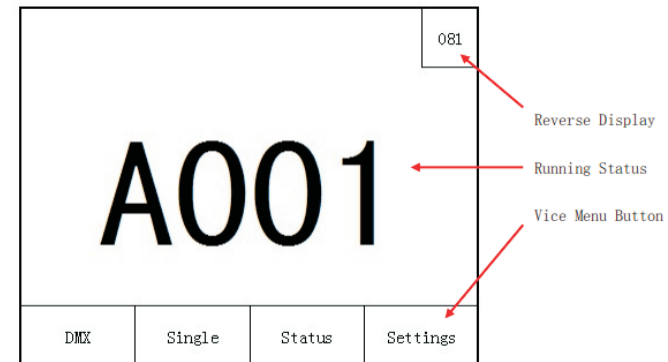 081
Reverse Display
A001
Running Status
Vice Menu Button
DMX Single Status Settings